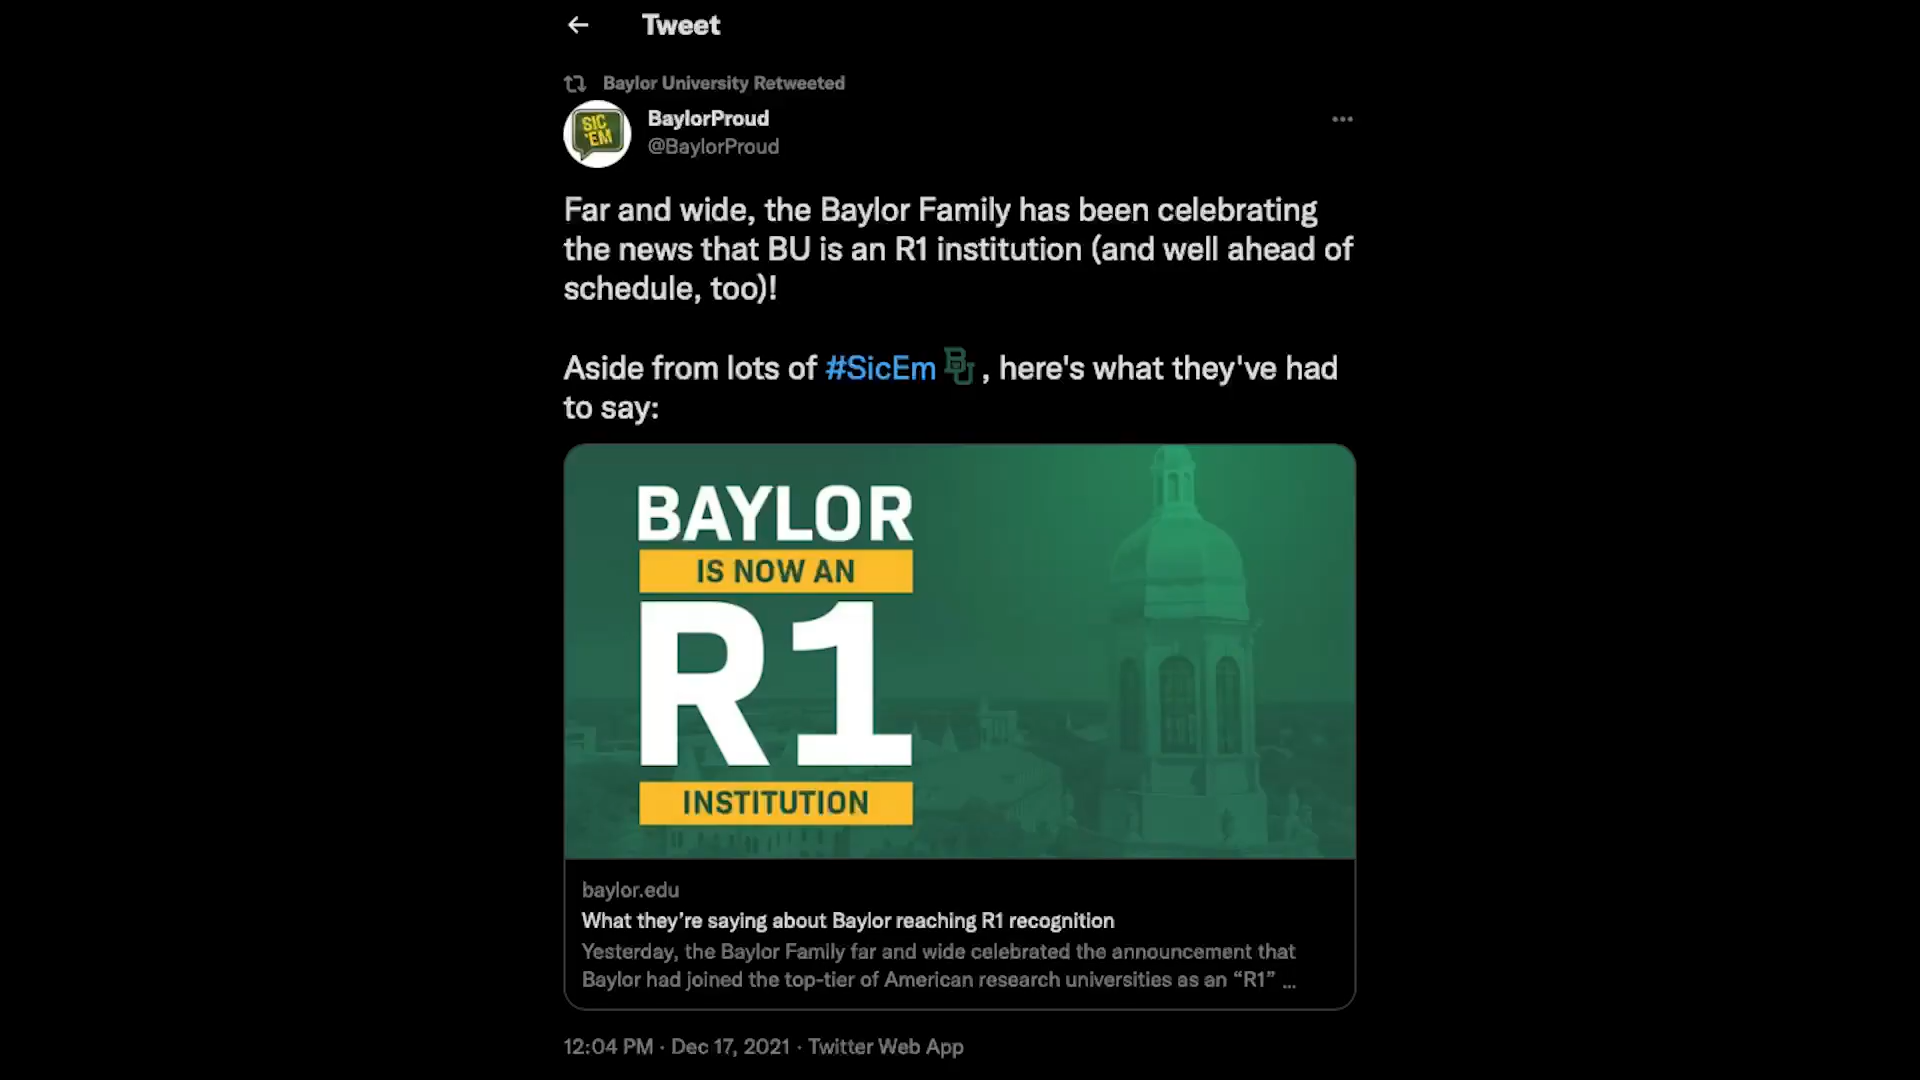 Tweet
Baylor University Retweeted
SIC
'EM
BaylorProud
@BaylorProud
Far and wide, the Baylor Family has been celebrating
the news that BU is an R1 institution (and well ahead of
schedule, too)!
Aside from lots of #SicEm BU , here's what they've had
to say:
BAYLOR
IS NOW AN
R1
INSTITUTION
baylor.edu
What they're saying about Baylor reaching R1 recognition
Yesterday, the Baylor Family far and wide celebrated the announcement that
Baylor had joined the top-tier of American research universities as an “R1” ...
12:04 PM · Dec 17, 2021 · Twitter Web App